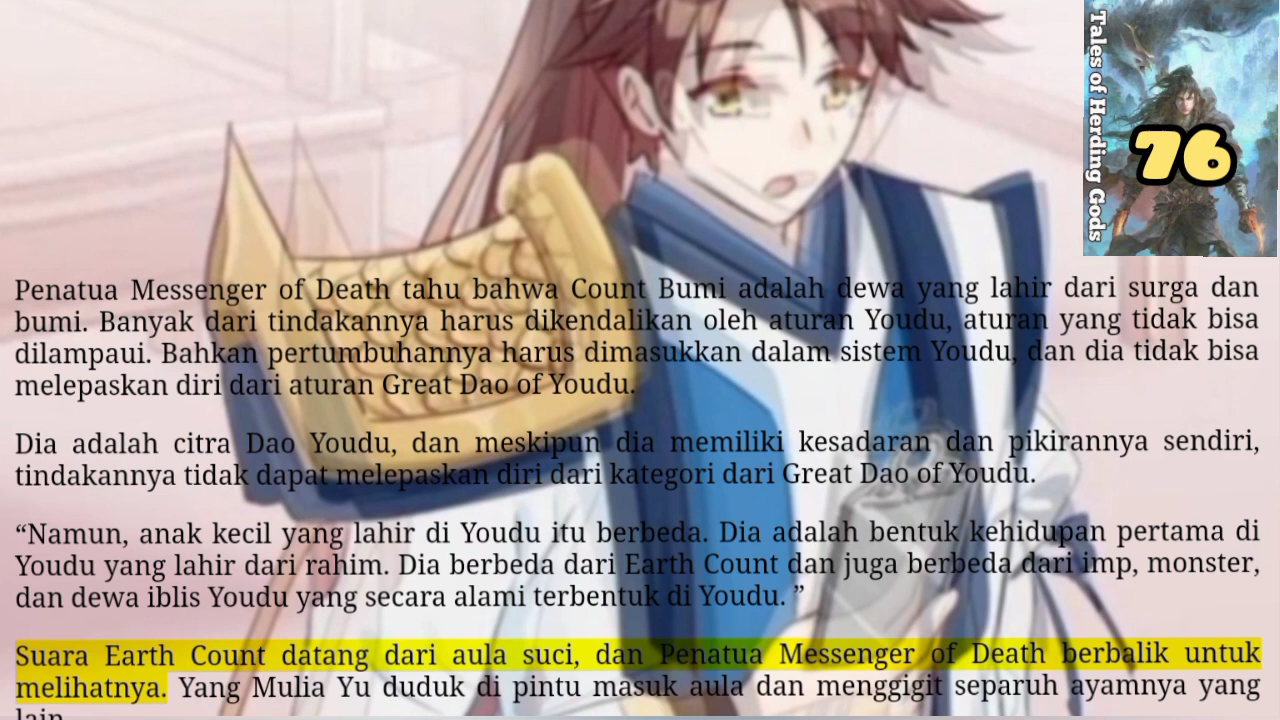 Tales of Herding Gods
76
Penatua Messenger of Death tahu bahwa Count Bumi adalah dewa yang lahir dari surga dan
bumi. Banyak dari tindakannya harus dikendalikan oleh aturan Youdu, aturan yang tidak bisa
dilampaui. Bahkan pertumbuhannya harus dimasukkan dalam sistem Youdu, dan dia tidak bisa
melepaskan diri dari aturan Great Dao of Youdu.
Dia adalah citra Dao Youdu, dan meskipun dia memiliki kesadaran dan pikirannya sendiri,
tindakannya tidak dapat melepaskan diri dari kategori dari Great Dao of Youdu.
“Namun, anak kecil yang lahir di Youdu itu berbeda. Dia adalah bentuk kehidupan pertama di
Youdu yang lahir dari rahim. Dia berbeda dari Earth Count dan juga berbeda dari imp, monster,
dan dewa iblis Youdu yang secara alami terbentuk di Youdu. ”
Suara Earth Count datang dari aula suci, dan Penatua Messenger of Death berbalik untuk
melihatnya. Yang Mulia Yu duduk di pintu masuk aula dan menggigit separuh ayamnya yang
lain.